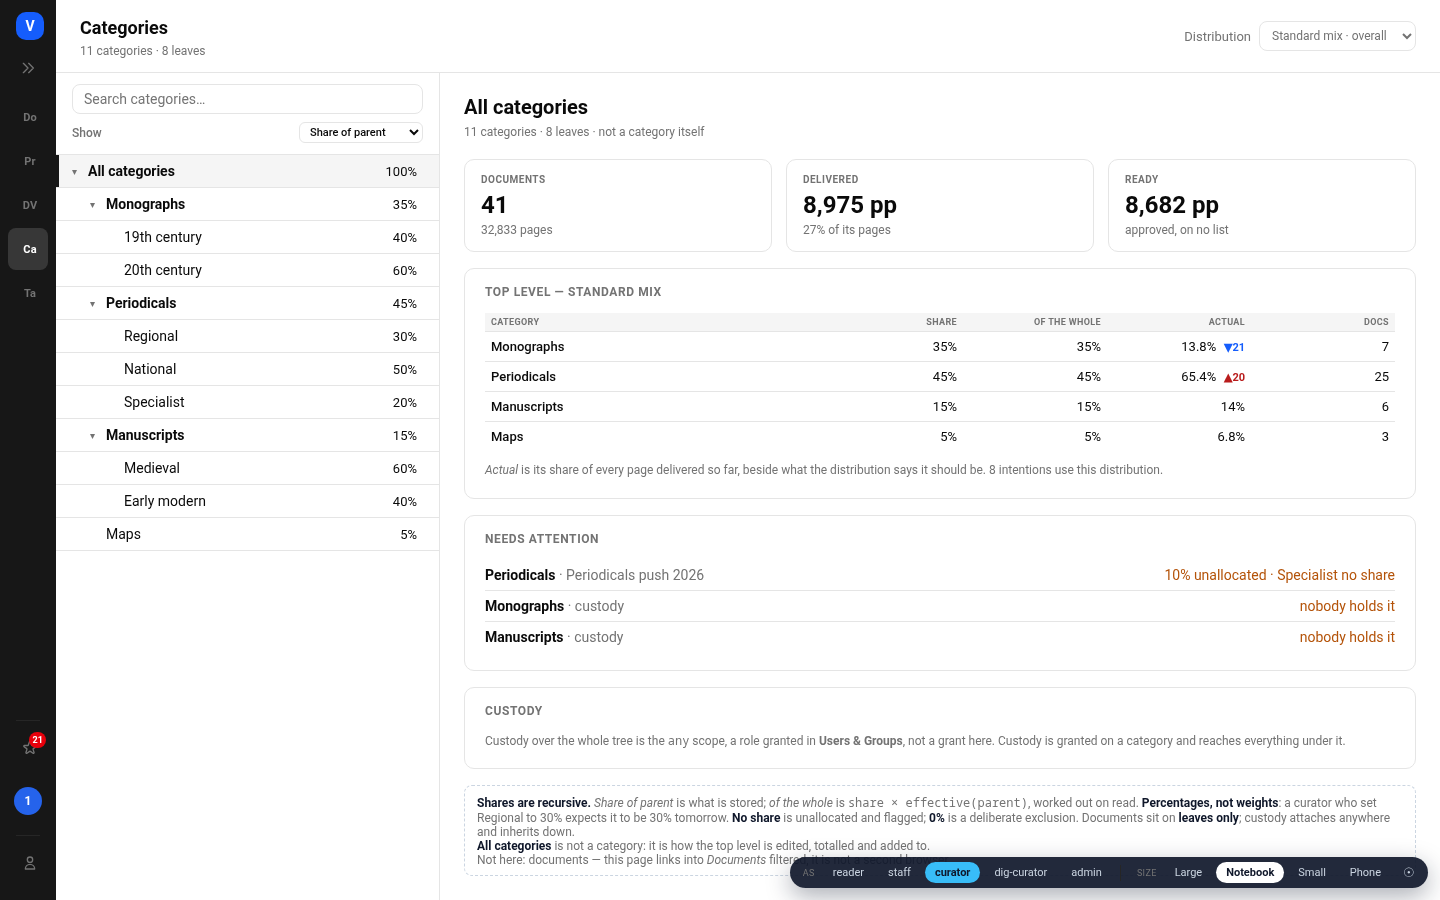 V
Categories
11 categories · 8 leaves
Distribution
Standard mix · overall
Do
Pr
DV
Ca
Ta
21
1
Search categories…
Show
Share of parent
All categories 100%
Monographs 35%
19th century 40%
20th century 60%
Periodicals 45%
Regional 30%
National 50%
Specialist 20%
Manuscripts 15%
Medieval 60%
Early modern 40%
Maps 5%
All categories
11 categories · 8 leaves · not a category itself
DOCUMENTS
41
32,833 pages
DELIVERED
8,975 pp
27% of its pages
READY
8,682 pp
approved, on no list
TOP LEVEL — STANDARD MIX
CATEGORY SHARE OF THE WHOLE ACTUAL DOCS
Monographs 35% 35% 13.8% ▼21 7
Periodicals 45% 45% 65.4% ▲20 25
Manuscripts 15% 15% 14% 6
Maps 5% 5% 6.8% 3
Actual is its share of every page delivered so far, beside what the distribution says it should be. 8 intentions use this distribution.
NEEDS ATTENTION
Periodicals · Periodicals push 2026 10% unallocated · Specialist no share
Monographs · custody nobody holds it
Manuscripts · custody nobody holds it
CUSTODY
Custody over the whole tree is the any scope, a role granted in Users & Groups, not a grant here. Custody is granted on a category and reaches everything under it.
Shares are recursive. Share of parent is what is stored; of the whole is share × effective(parent), worked out on read. Percentages, not weights: a curator who set
Regional to 30% expects it to be 30% tomorrow. No share is unallocated and flagged; 0% is a deliberate exclusion. Documents sit on leaves only; custody attaches anywhere
and inherits down.
All categories is not a category: it is how the top level is edited, totalled and added to.
Not here: documents — this page links into Documents filtered, it is not a second
AS reader staff curator dig-curator admin SIZE Large Notebook Small Phone